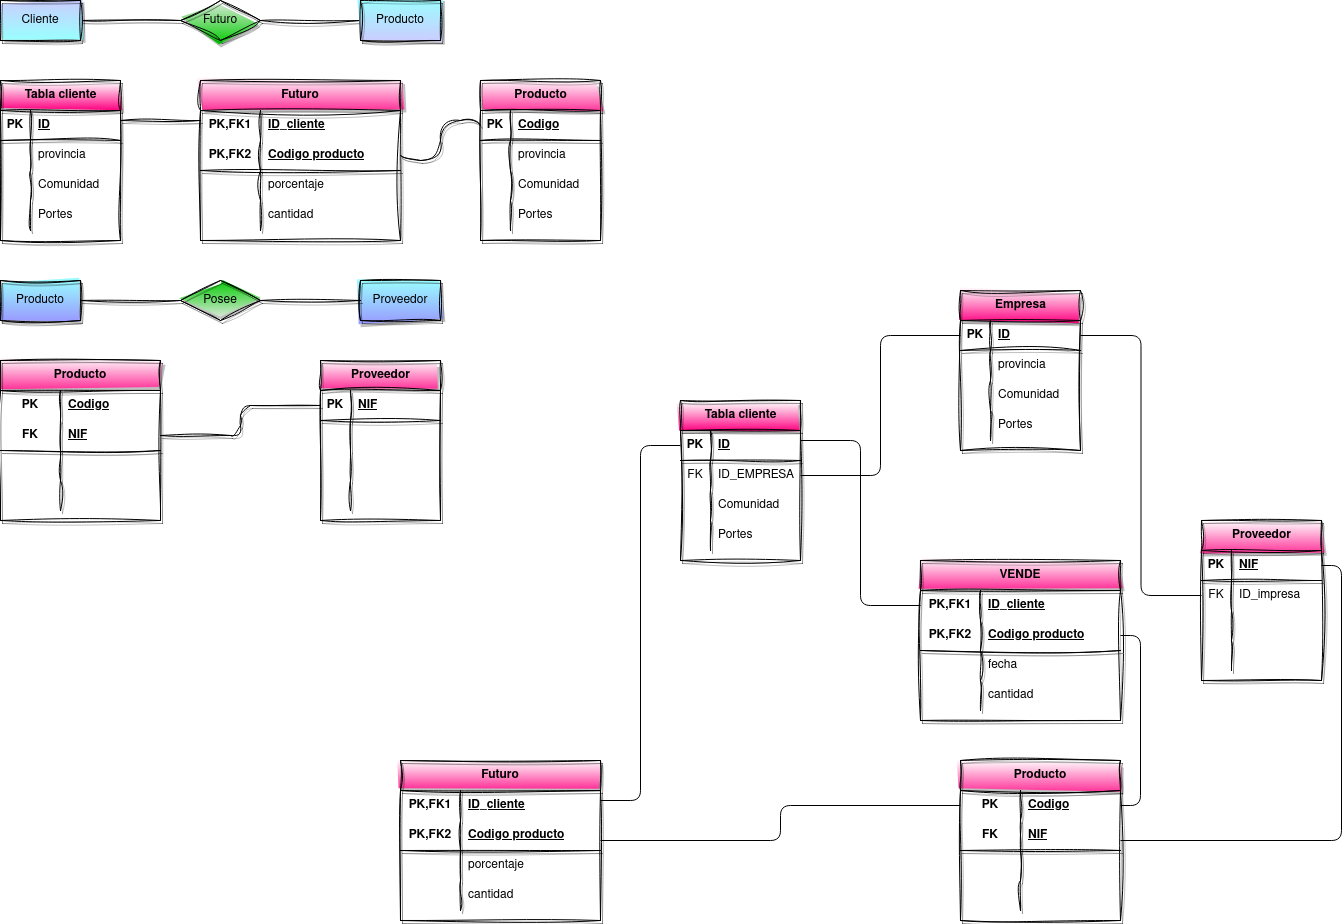 Cliente
Futuro
Producto
Tabla cliente
PK ID
provincia
Comunidad
Portes
Futuro
PK,FK1 ID_cliente
PK,FK2 Codigo producto
porcentaje
cantidad
Producto
PK Codigo
provincia
Comunidad
Portes
Producto
Posee
Proveedor
Producto
PK Codigo
FK NIF
Proveedor
PK NIF
Empresa
PK ID
provincia
Comunidad
Portes
Tabla cliente
PK ID
FK ID_EMPRESA
Comunidad
Portes
Proveedor
PK NIF
FK ID_impresa
VENDE
PK,FK1 ID_cliente
PK,FK2 Codigo producto
fecha
cantidad
Futuro
PK,FK1 ID_cliente
PK,FK2 Codigo producto
porcentaje
cantidad
Producto
PK Codigo
FK NIF